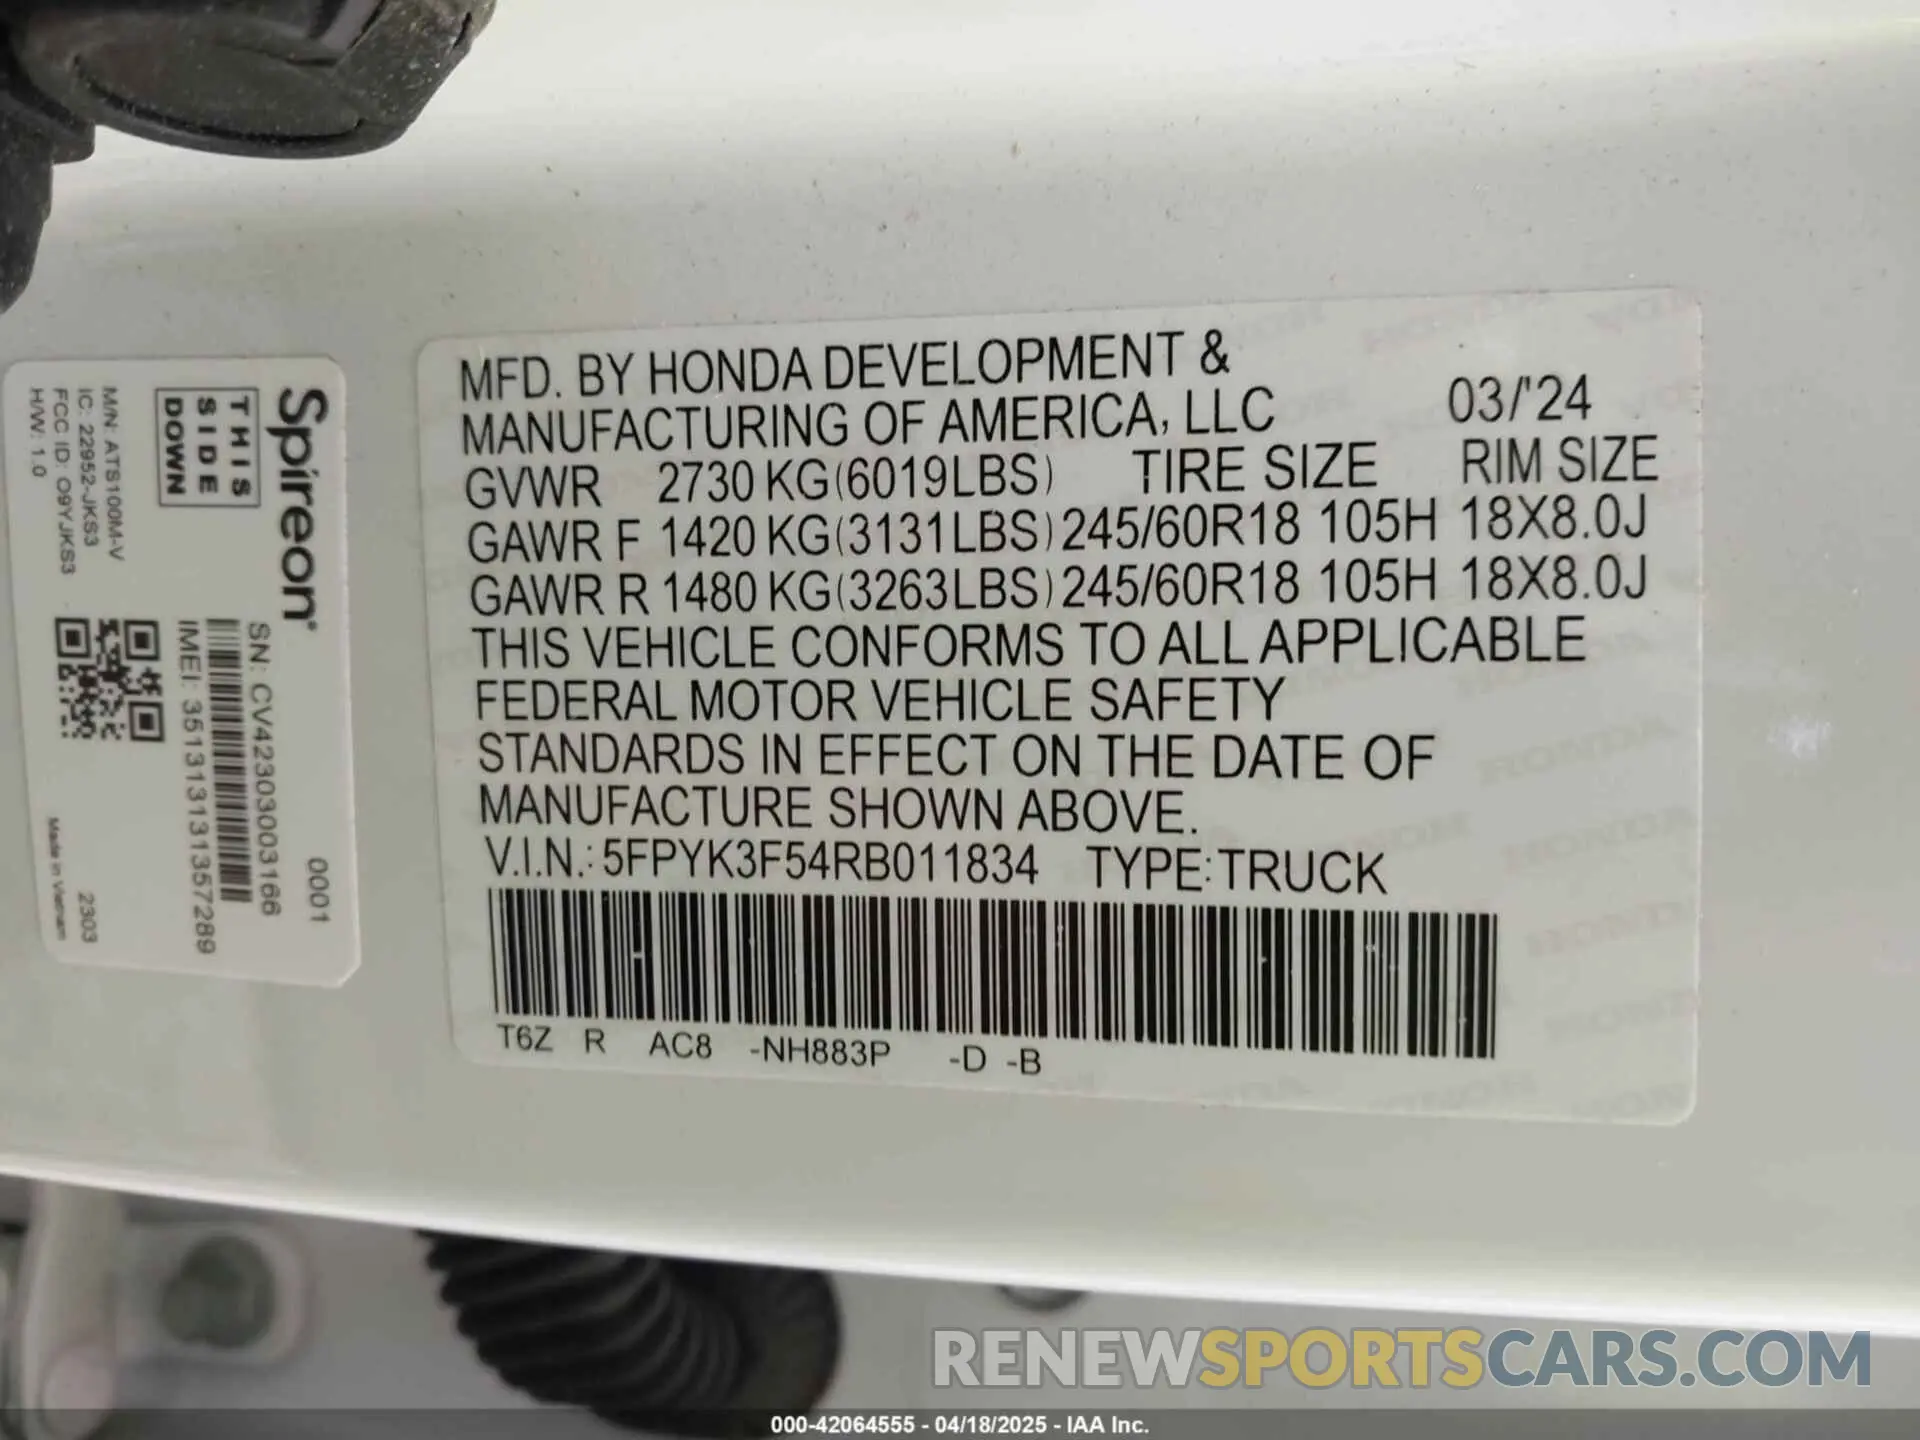 MFD. BY HONDA DEVELOPMENT &
MANUFACTURING OF AMERICA, LLC 03/'24
GVWR 2730 KG(6019LBS) TIRE SIZE RIM SIZE
GAWR F 1420 KG(3131LBS) 245/60R18 105H 18X8.0J
GAWR R 1480 KG(3263LBS) 245/60R18 105H 18X8.0J
THIS VEHICLE CONFORMS TO ALL APPLICABLE
FEDERAL MOTOR VEHICLE SAFETY
STANDARDS IN EFFECT ON THE DATE OF
MANUFACTURE SHOWN ABOVE.
V.I.N.: 5FPYK3F54RB011834 TYPE:TRUCK
T6Z R AC8 -NH883P -D -B
Spireon
0001
THIS
SIDE
DOWN
SN: CV42303003166
IMEI: 351313131357289
M/N: ATS100M-V
IC: 22952-JKS3
FCC ID: O9YJKS3
H/W: 1.0
2303
Made in Vietnam
RENEWSPORTSCARS.COM
000-42064555 - 04/18/2025 - IAA Inc.